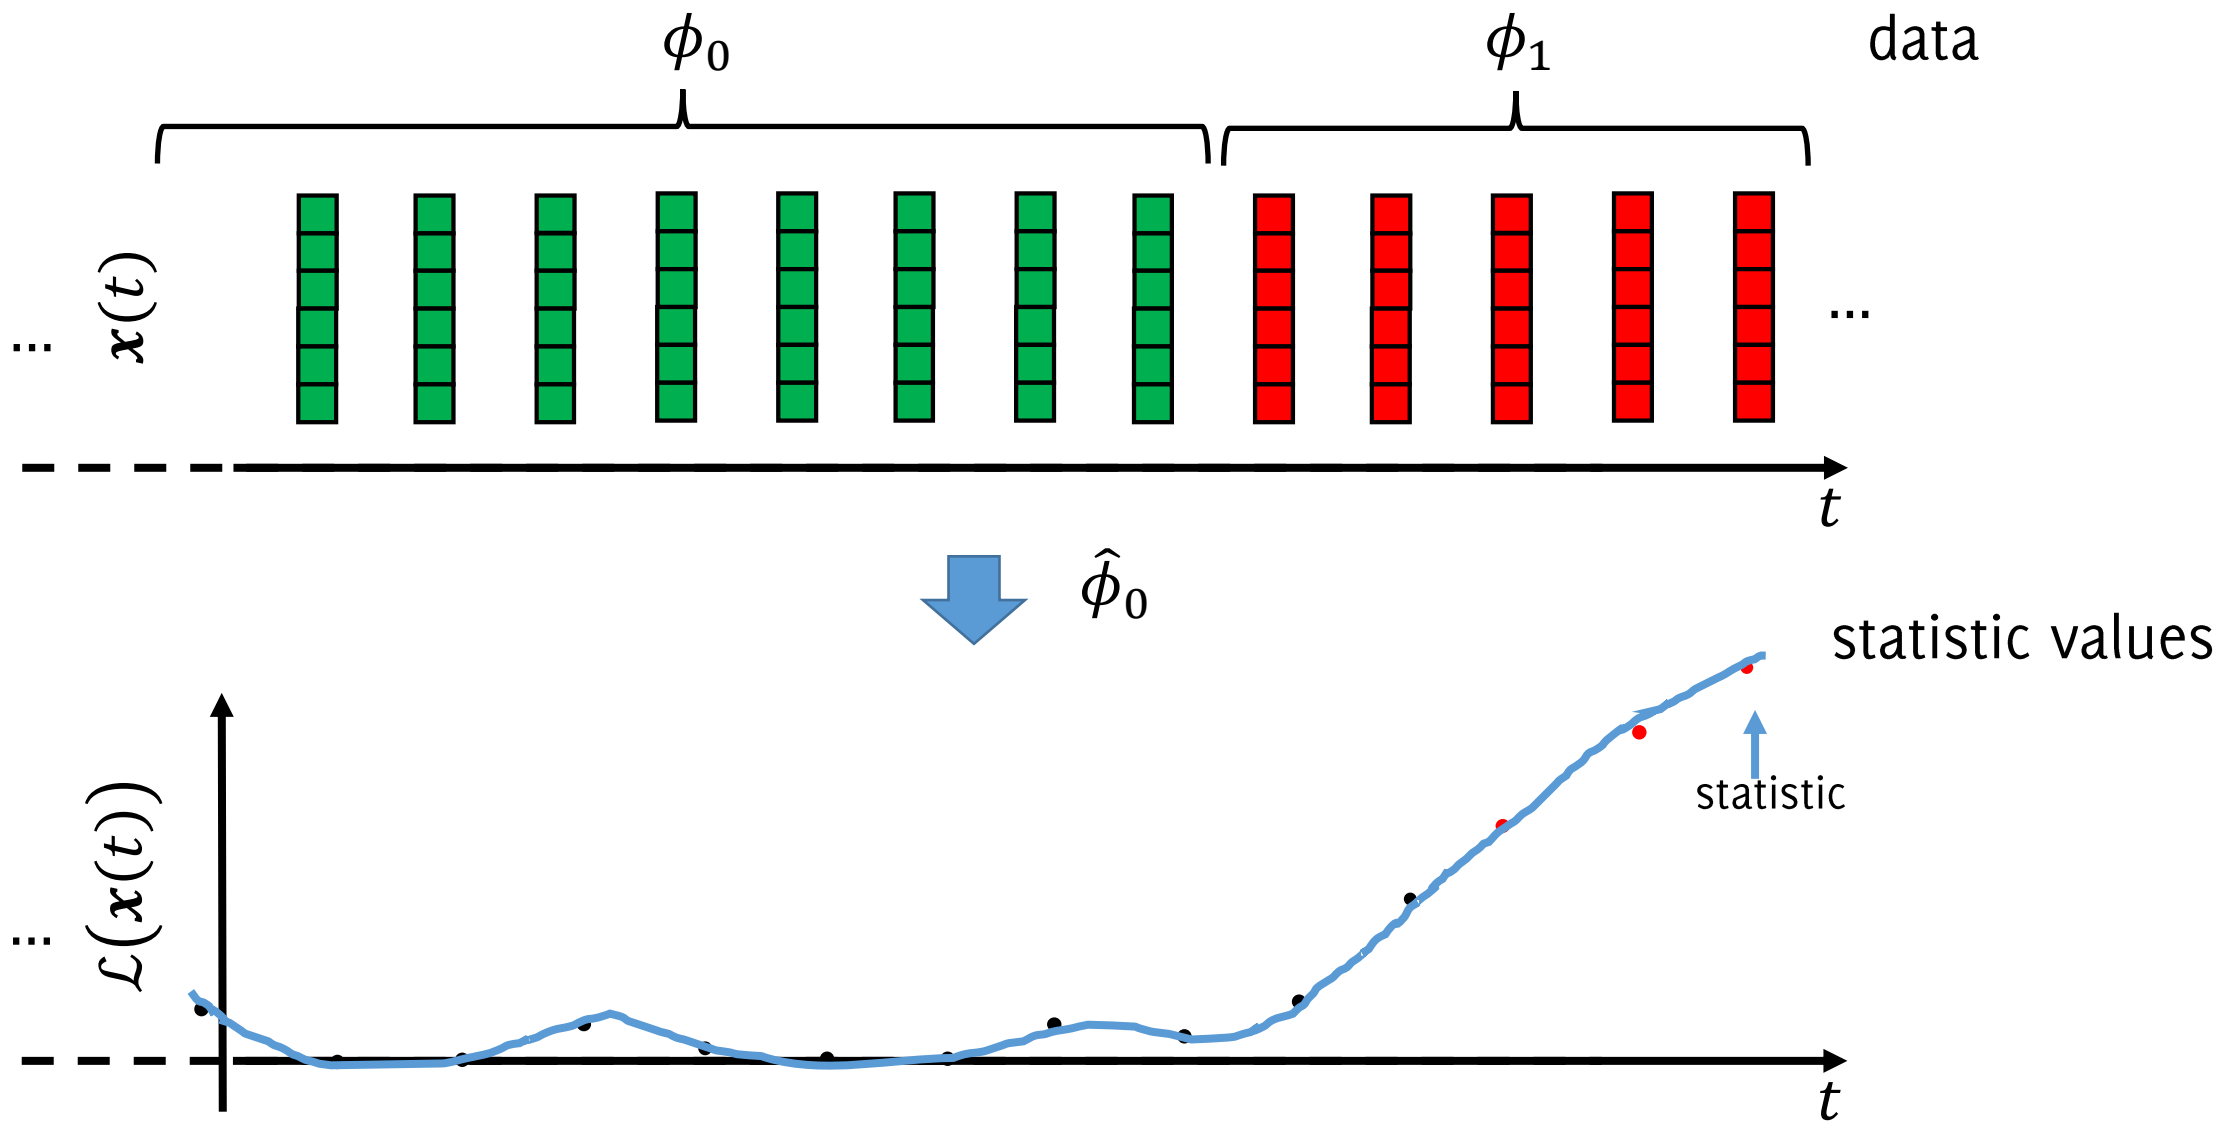 ϕ₀ ϕ₁ data
... 𝒙(t) ...
t
ϕ̂₀
statistic values
statistic
... ℒ(𝒙(t))
t